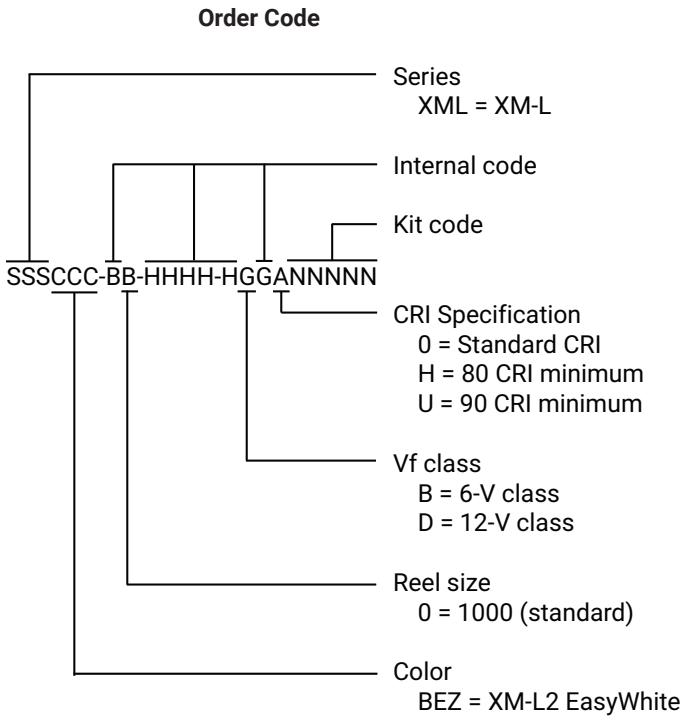 Order Code
Series
XML = XM-L
Internal code
Kit code
SSSCCC-BB-HHHH-HGGANNNNN
CRI Specification
0 = Standard CRI
H = 80 CRI minimum
U = 90 CRI minimum
Vf class
B = 6-V class
D = 12-V class
Reel size
0 = 1000 (standard)
Color
BEZ = XM-L2 EasyWhite